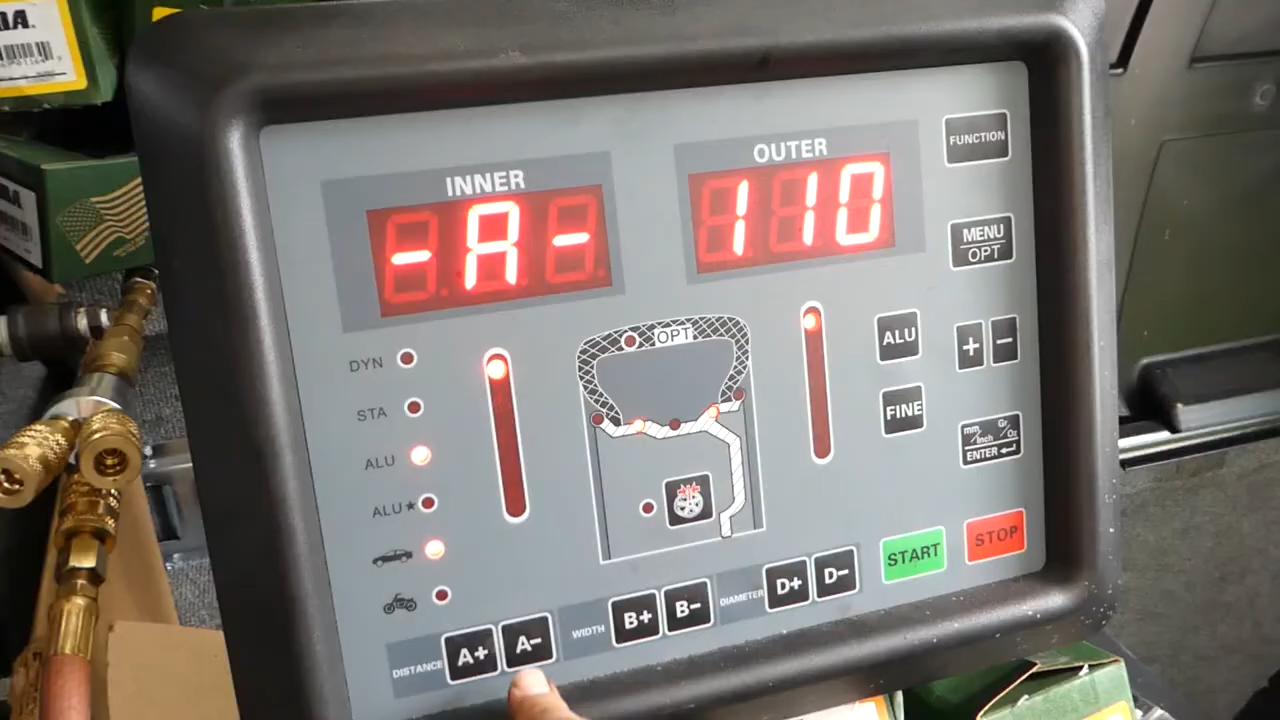 INNER
-A-
OUTER
110
FUNCTION
MENU
OPT
OPT
DYN
STA
ALU
ALU★
ALU
FINE
+
-
mm/Inch
Gr/Oz
ENTER
START
STOP
DISTANCE
A+
A-
WIDTH
B+
B-
DIAMETER
D+
D-